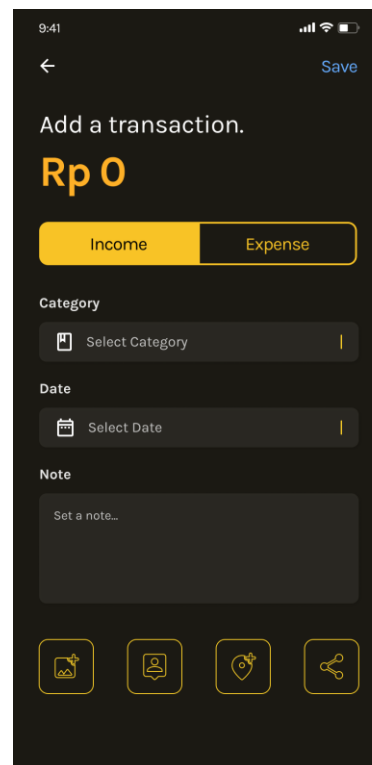 9:41
Save
Add a transaction.
Rp 0
Income Expense
Category
Select Category
Date
Select Date
Note
Set a note...